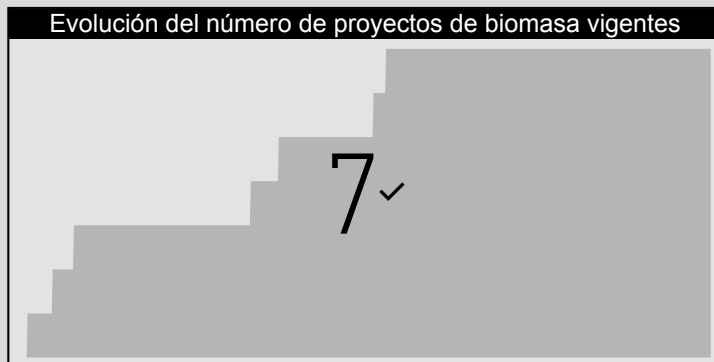 Evolución del número de proyectos de biomasa vigentes
7✓